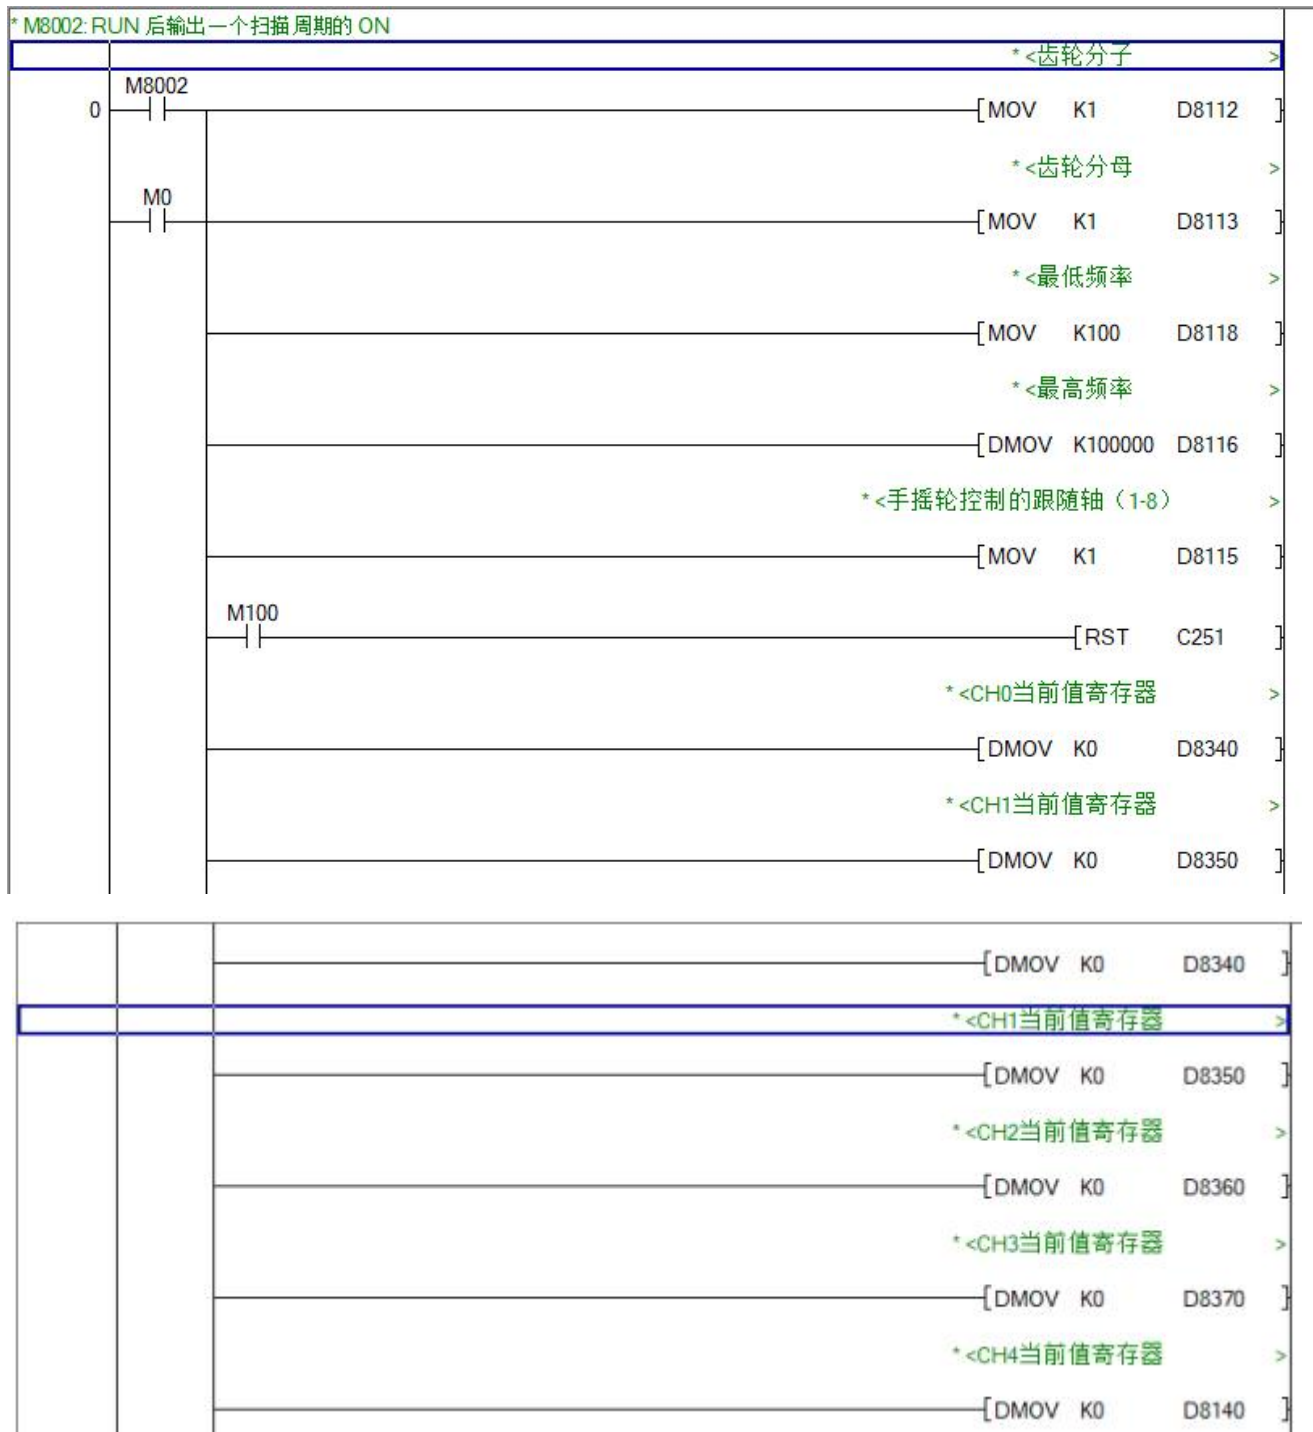 * M8002: RUN 后输出一个扫描周期的 ON
* <齿轮分子 >
M8002
0 [MOV K1 D8112 ]
* <齿轮分母 >
M0
[MOV K1 D8113 ]
* <最低频率 >
[MOV K100 D8118 ]
* <最高频率 >
[DMOV K100000 D8116 ]
* <手摇轮控制的跟随轴（1-8） >
[MOV K1 D8115 ]
M100
[RST C251 ]
* <CH0当前值寄存器 >
[DMOV K0 D8340 ]
* <CH1当前值寄存器 >
[DMOV K0 D8350 ]
[DMOV K0 D8340 ]
* <CH1当前值寄存器 >
[DMOV K0 D8350 ]
* <CH2当前值寄存器 >
[DMOV K0 D8360 ]
* <CH3当前值寄存器 >
[DMOV K0 D8370 ]
* <CH4当前值寄存器 >
[DMOV K0 D8140 ]